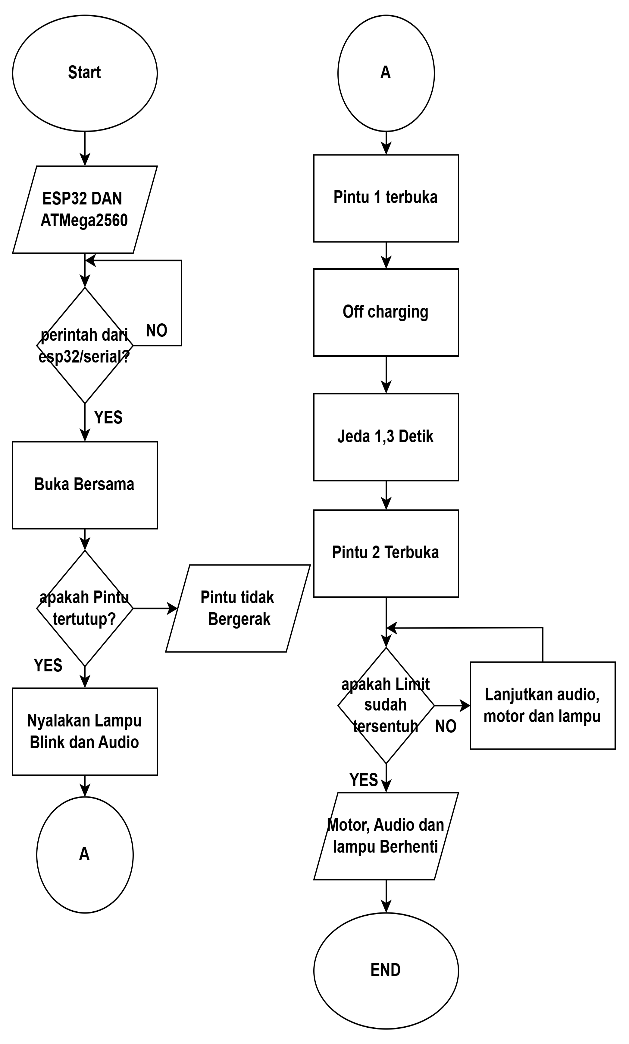 Start
ESP32 DAN
ATMega2560
perintah dari
esp32/serial?
NO
YES
Buka Bersama
apakah Pintu
tertutup?
Pintu tidak
Bergerak
YES
Nyalakan Lampu
Blink dan Audio
A
A
Pintu 1 terbuka
Off charging
Jeda 1,3 Detik
Pintu 2 Terbuka
apakah Limit
sudah
tersentuh
NO
Lanjutkan audio,
motor dan lampu
YES
Motor, Audio dan
lampu Berhenti
END